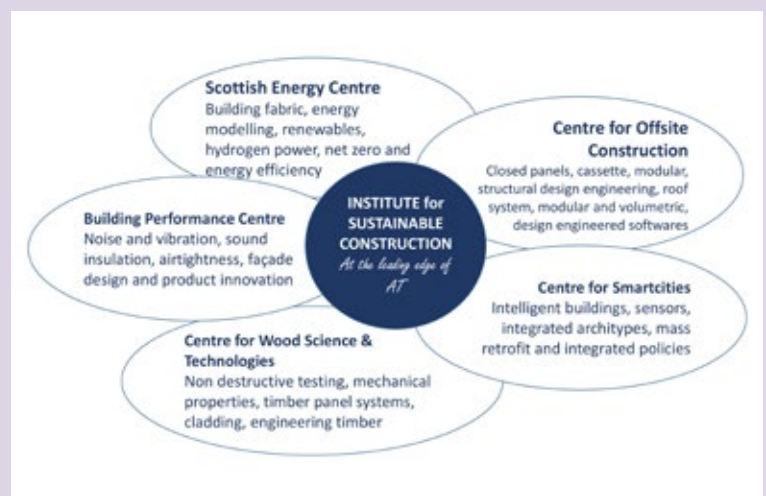 Scottish Energy Centre
Building fabric, energy
modelling, renewables,
hydrogen power, net zero and
energy efficiency
Centre for Offsite
Construction
Closed panels, cassette, modular,
structural design engineering, roof
system, modular and volumetric,
design engineered softwares
INSTITUTE for
SUSTAINABLE
CONSTRUCTION
At the leading edge of
AT
Building Performance Centre
Noise and vibration, sound
insulation, airtightness, façade
design and product innovation
Centre for Smartcities
Intelligent buildings, sensors,
integrated architypes, mass
retrofit and integrated policies
Centre for Wood Science &
Technologies
Non destructive testing, mechanical
properties, timber panel systems,
cladding, engineering timber